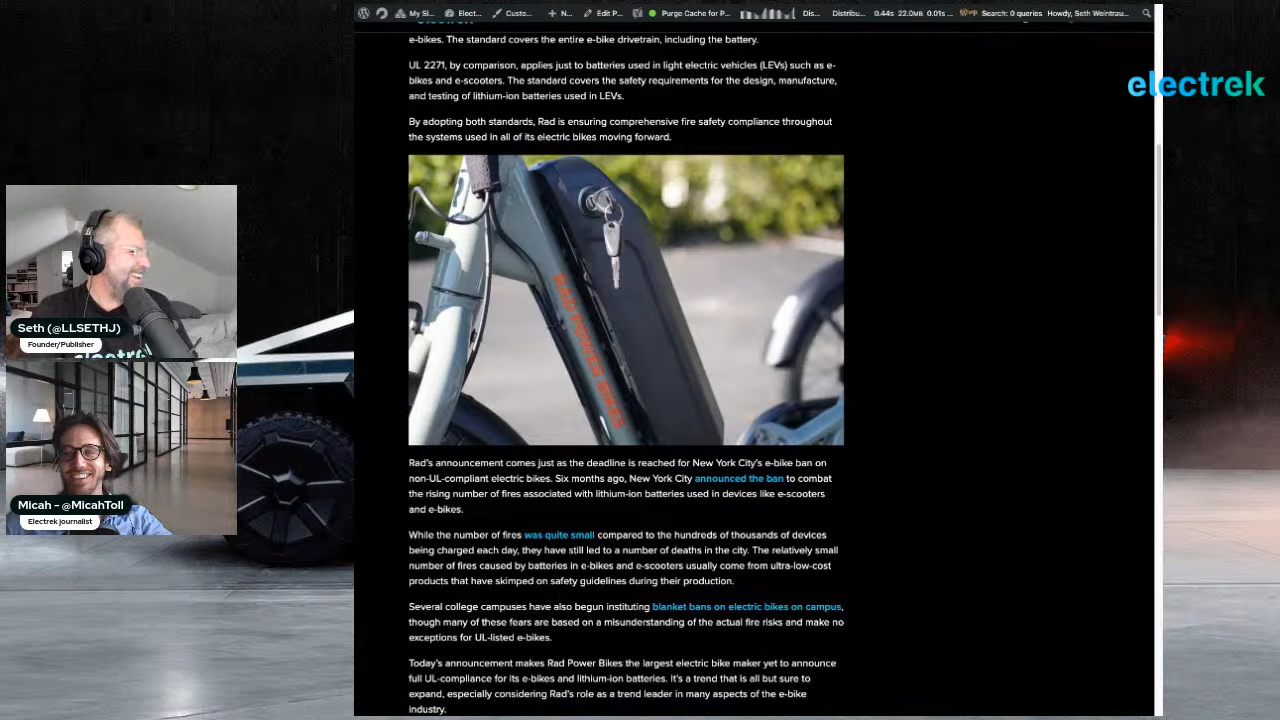 My Si...
Elect...
Custo...
N...
Edit P...
Purge Cache for P...
Dis...
Distribu...
0.44s 22.0MB 0.01s ...
Search: 0 queries
Howdy, Seth Weintrau...
e-bikes. The standard covers the entire e-bike drivetrain, including the battery.
UL 2271, by comparison, applies just to batteries used in light electric vehicles (LEVs) such as e-
bikes and e-scooters. The standard covers the safety requirements for the design, manufacture,
and testing of lithium-ion batteries used in LEVs.
electrek
By adopting both standards, Rad is ensuring comprehensive fire safety compliance throughout
the systems used in all of its electric bikes moving forward.
RAD POWER BIKES
Seth (@LLSETHJ)
Founder/Publisher
electrek
Micah - @MicahToll
Electrek journalist
Rad's announcement comes just as the deadline is reached for New York City's e-bike ban on
non-UL-compliant electric bikes. Six months ago, New York City announced the ban to combat
the rising number of fires associated with lithium-ion batteries used in devices like e-scooters
and e-bikes.
While the number of fires was quite small compared to the hundreds of thousands of devices
being charged each day, they have still led to a number of deaths in the city. The relatively small
number of fires caused by batteries in e-bikes and e-scooters usually come from ultra-low-cost
products that have skimped on safety guidelines during their production.
Several college campuses have also begun instituting blanket bans on electric bikes on campus,
though many of these fears are based on a misunderstanding of the actual fire risks and make no
exceptions for UL-listed e-bikes.
Today's announcement makes Rad Power Bikes the largest electric bike maker yet to announce
full UL-compliance for its e-bikes and lithium-ion batteries. It's a trend that is all but sure to
expand, especially considering Rad's role as a trend leader in many aspects of the e-bike
industry.